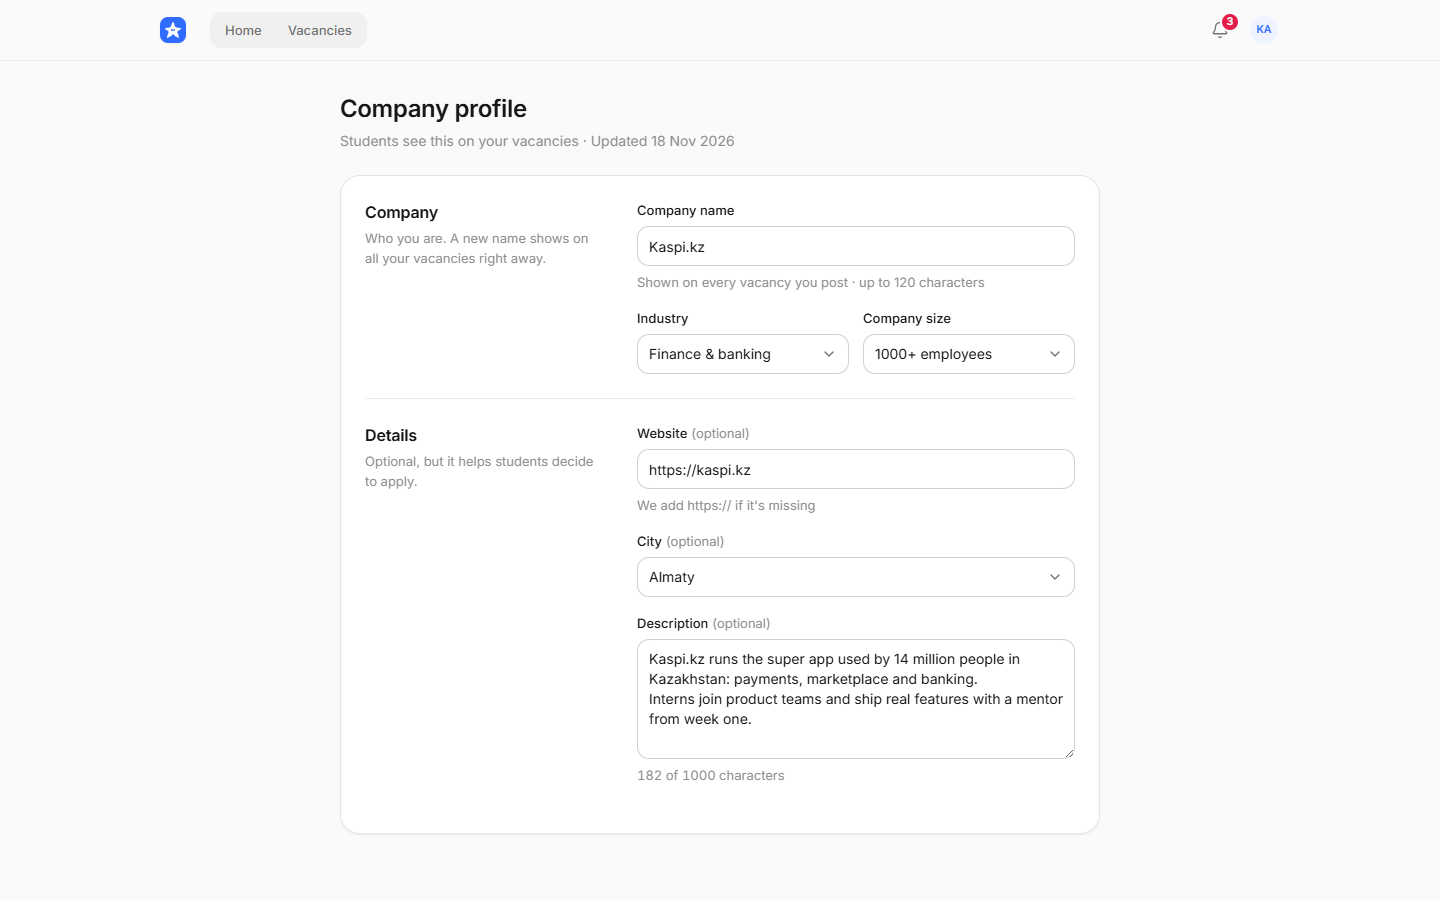 Home
Vacancies
3
KA
Company profile
Students see this on your vacancies · Updated 18 Nov 2026
Company
Who you are. A new name shows on
all your vacancies right away.
Company name
Kaspi.kz
Shown on every vacancy you post · up to 120 characters
Industry
Company size
Finance & banking
1000+ employees
Details
Optional, but it helps students decide
to apply.
Website (optional)
https://kaspi.kz
We add https:// if it's missing
City (optional)
Almaty
Description (optional)
Kaspi.kz runs the super app used by 14 million people in
Kazakhstan: payments, marketplace and banking.
Interns join product teams and ship real features with a mentor
from week one.
182 of 1000 characters